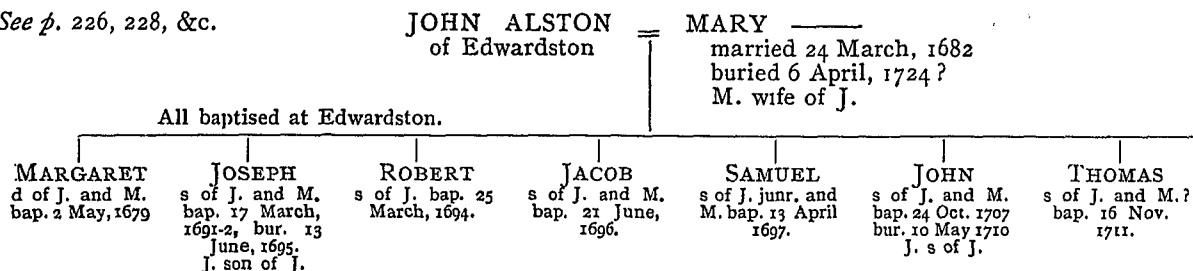 See p. 226, 228, &c.
JOHN ALSTON = MARY ——
of Edwardston
married 24 March, 1682
buried 6 April, 1724 ?
M. wife of J.
All baptised at Edwardston.
MARGARET
d of J. and M.
bap. 2 May, 1679
JOSEPH
s of J. and M.
bap. 17 March,
1691-2, bur. 13
June, 1695.
J. son of J.
ROBERT
s of J. bap. 25
March, 1694.
JACOB
s of J. and M.
bap. 21 June,
1696.
SAMUEL
s of J. junr. and
M. bap. 13 April
1697.
JOHN
s of J. and M.
bap. 24 Oct. 1707
bur. 10 May 1710
J. s of J.
THOMAS
s of J. and M. ?
bap. 16 Nov.
1711.